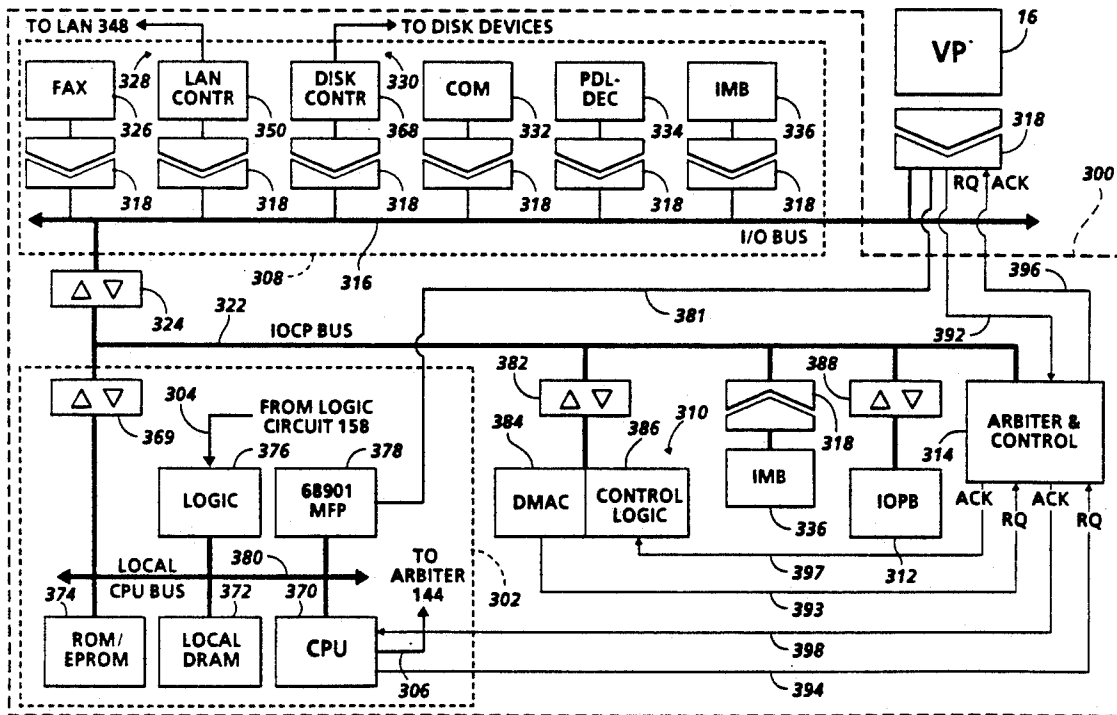 TO LAN 348
TO DISK DEVICES
16
VP
FAX
328
LAN
CONTR
DISK
CONTR
330
COM
PDL-
DEC
IMB
326
350
368
332
334
336
318
318
318
318
318
318
318
RQ
ACK
300
I/O BUS
308
316
396
324
322
IOCP BUS
381
392
382
388
304
FROM LOGIC
CIRCUIT 158
369
376
378
384
386
310
318
314
ARBITER &
CONTROL
LOGIC
68901
MFP
DMAC
CONTROL
LOGIC
IMB
IOPB
ACK
RQ
ACK
RQ
336
312
380
LOCAL
CPU BUS
TO
ARBITER
144
302
397
374
372
370
393
ROM/
EPROM
LOCAL
DRAM
CPU
306
398
394